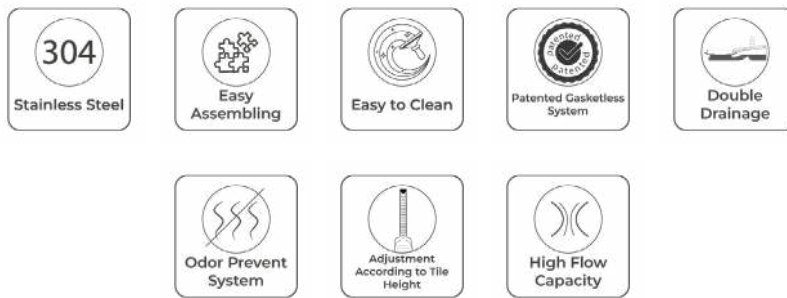 304
Stainless Steel
Easy
Assembling
Easy to Clean
patented
patented
Patented Gasketless
System
Double
Drainage
Odor Prevent
System
Adjustment
According to Tile
Height
High Flow
Capacity